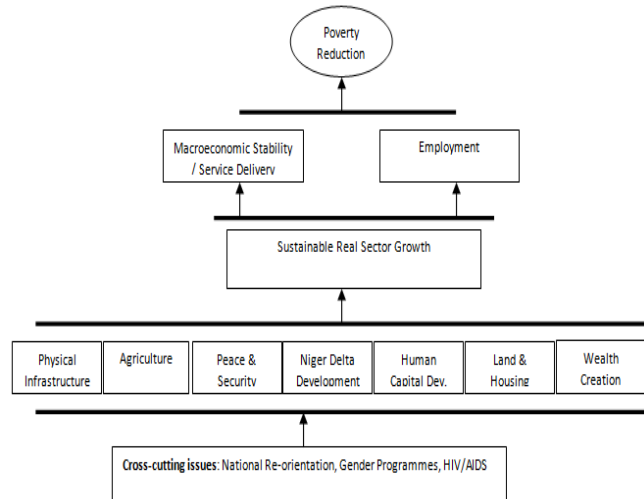 Poverty
Reduction
Macroeconomic Stability
/ Service Delivery
Employment
Sustainable Real Sector Growth
Physical
Infrastructure
Agriculture
Peace &
Security
Niger Delta
Development
Human
Capital Dev.
Land &
Housing
Wealth
Creation
Cross-cutting issues: National Re-orientation, Gender Programmes, HIV/AIDS